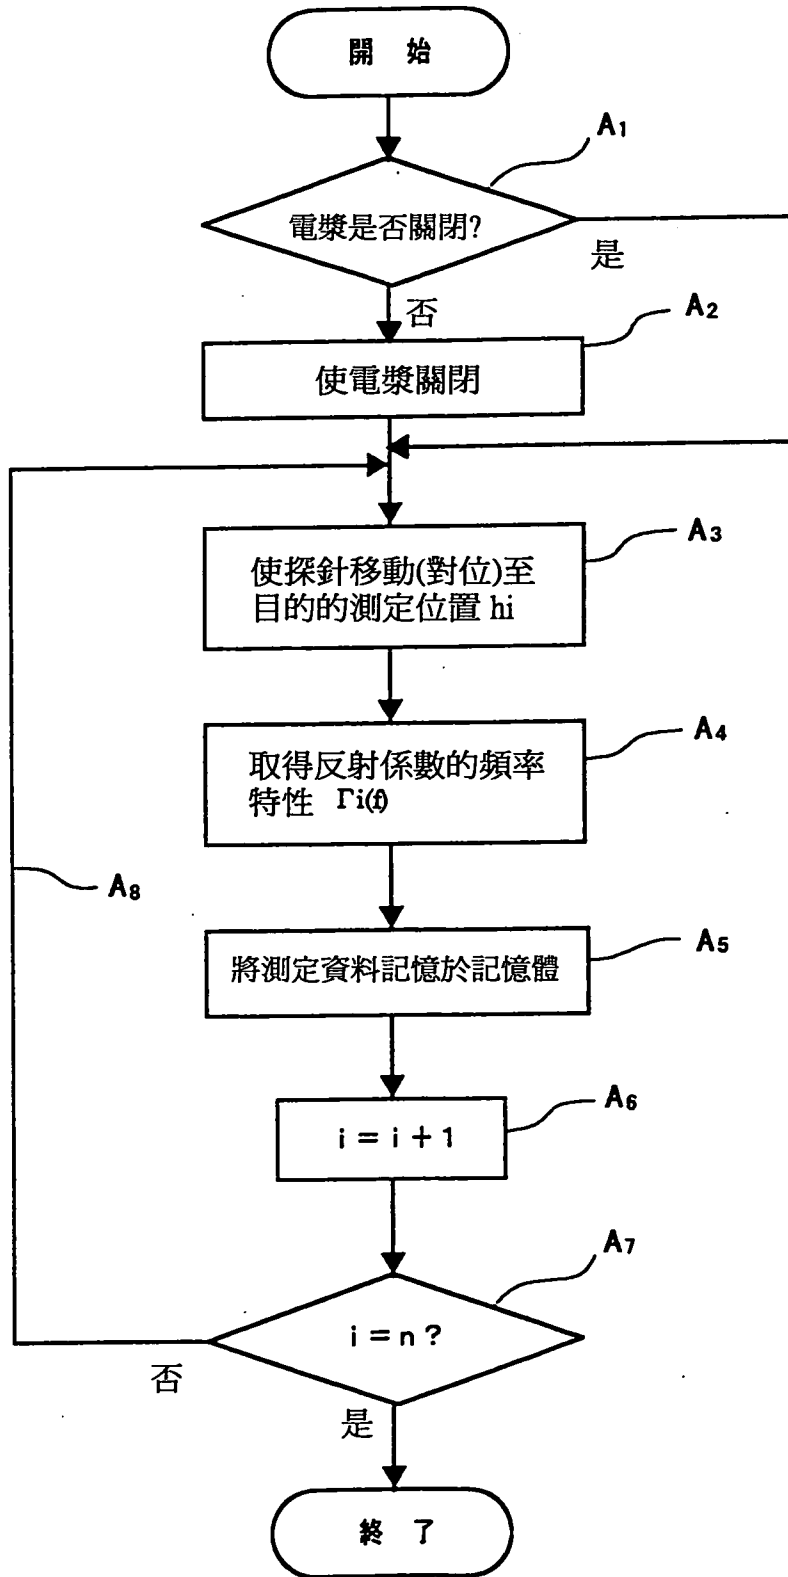 開 始
A1
電漿是否關閉?
是
否
A2
使電漿關閉
A3
使探針移動(對位)至
目的的測定位置 hi
A4
取得反射係數的頻率
特性 Γi(f)
A8
A5
將測定資料記憶於記憶體
A6
i = i + 1
A7
i = n ?
否
是
終 了